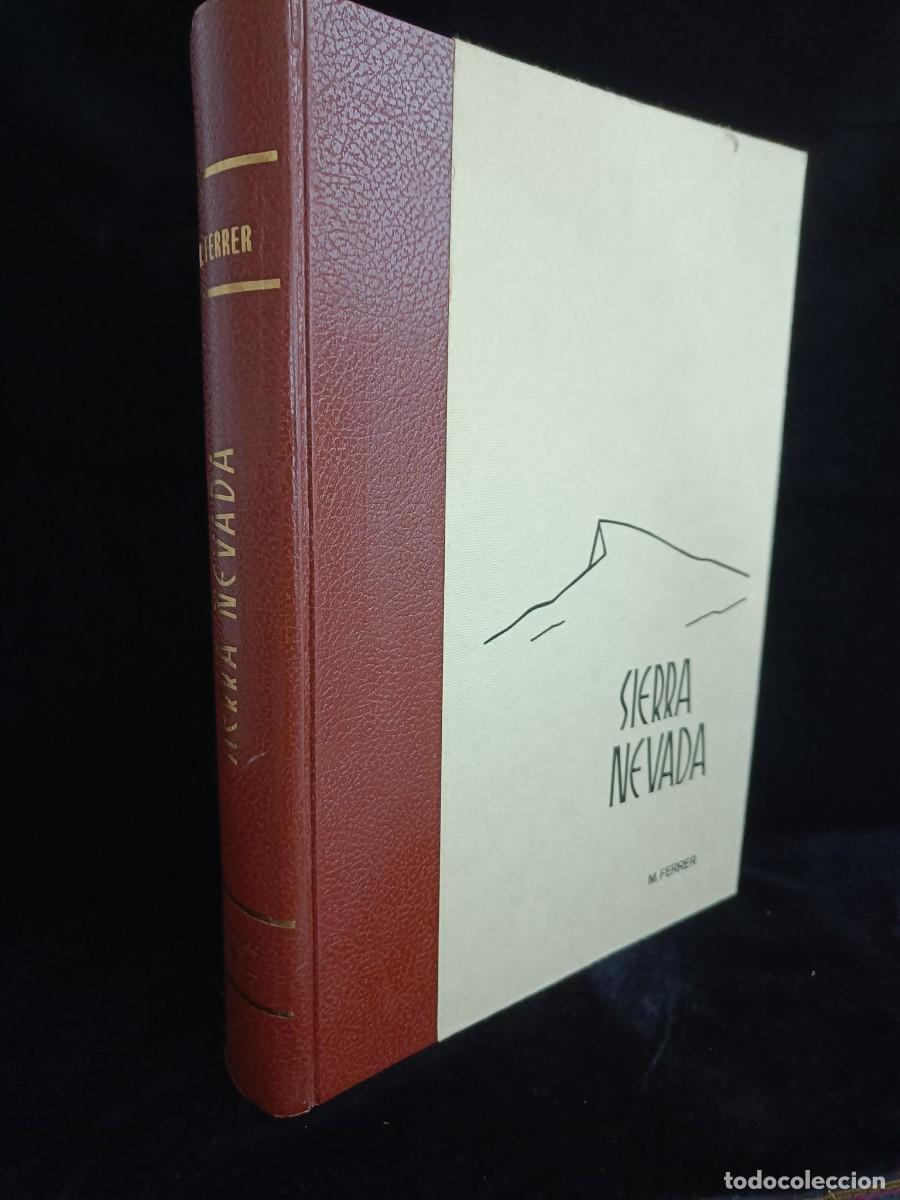 FERRER
SIERRA NEVADA
SIERRA
NEVADA
M. FERRER
todocoleccion